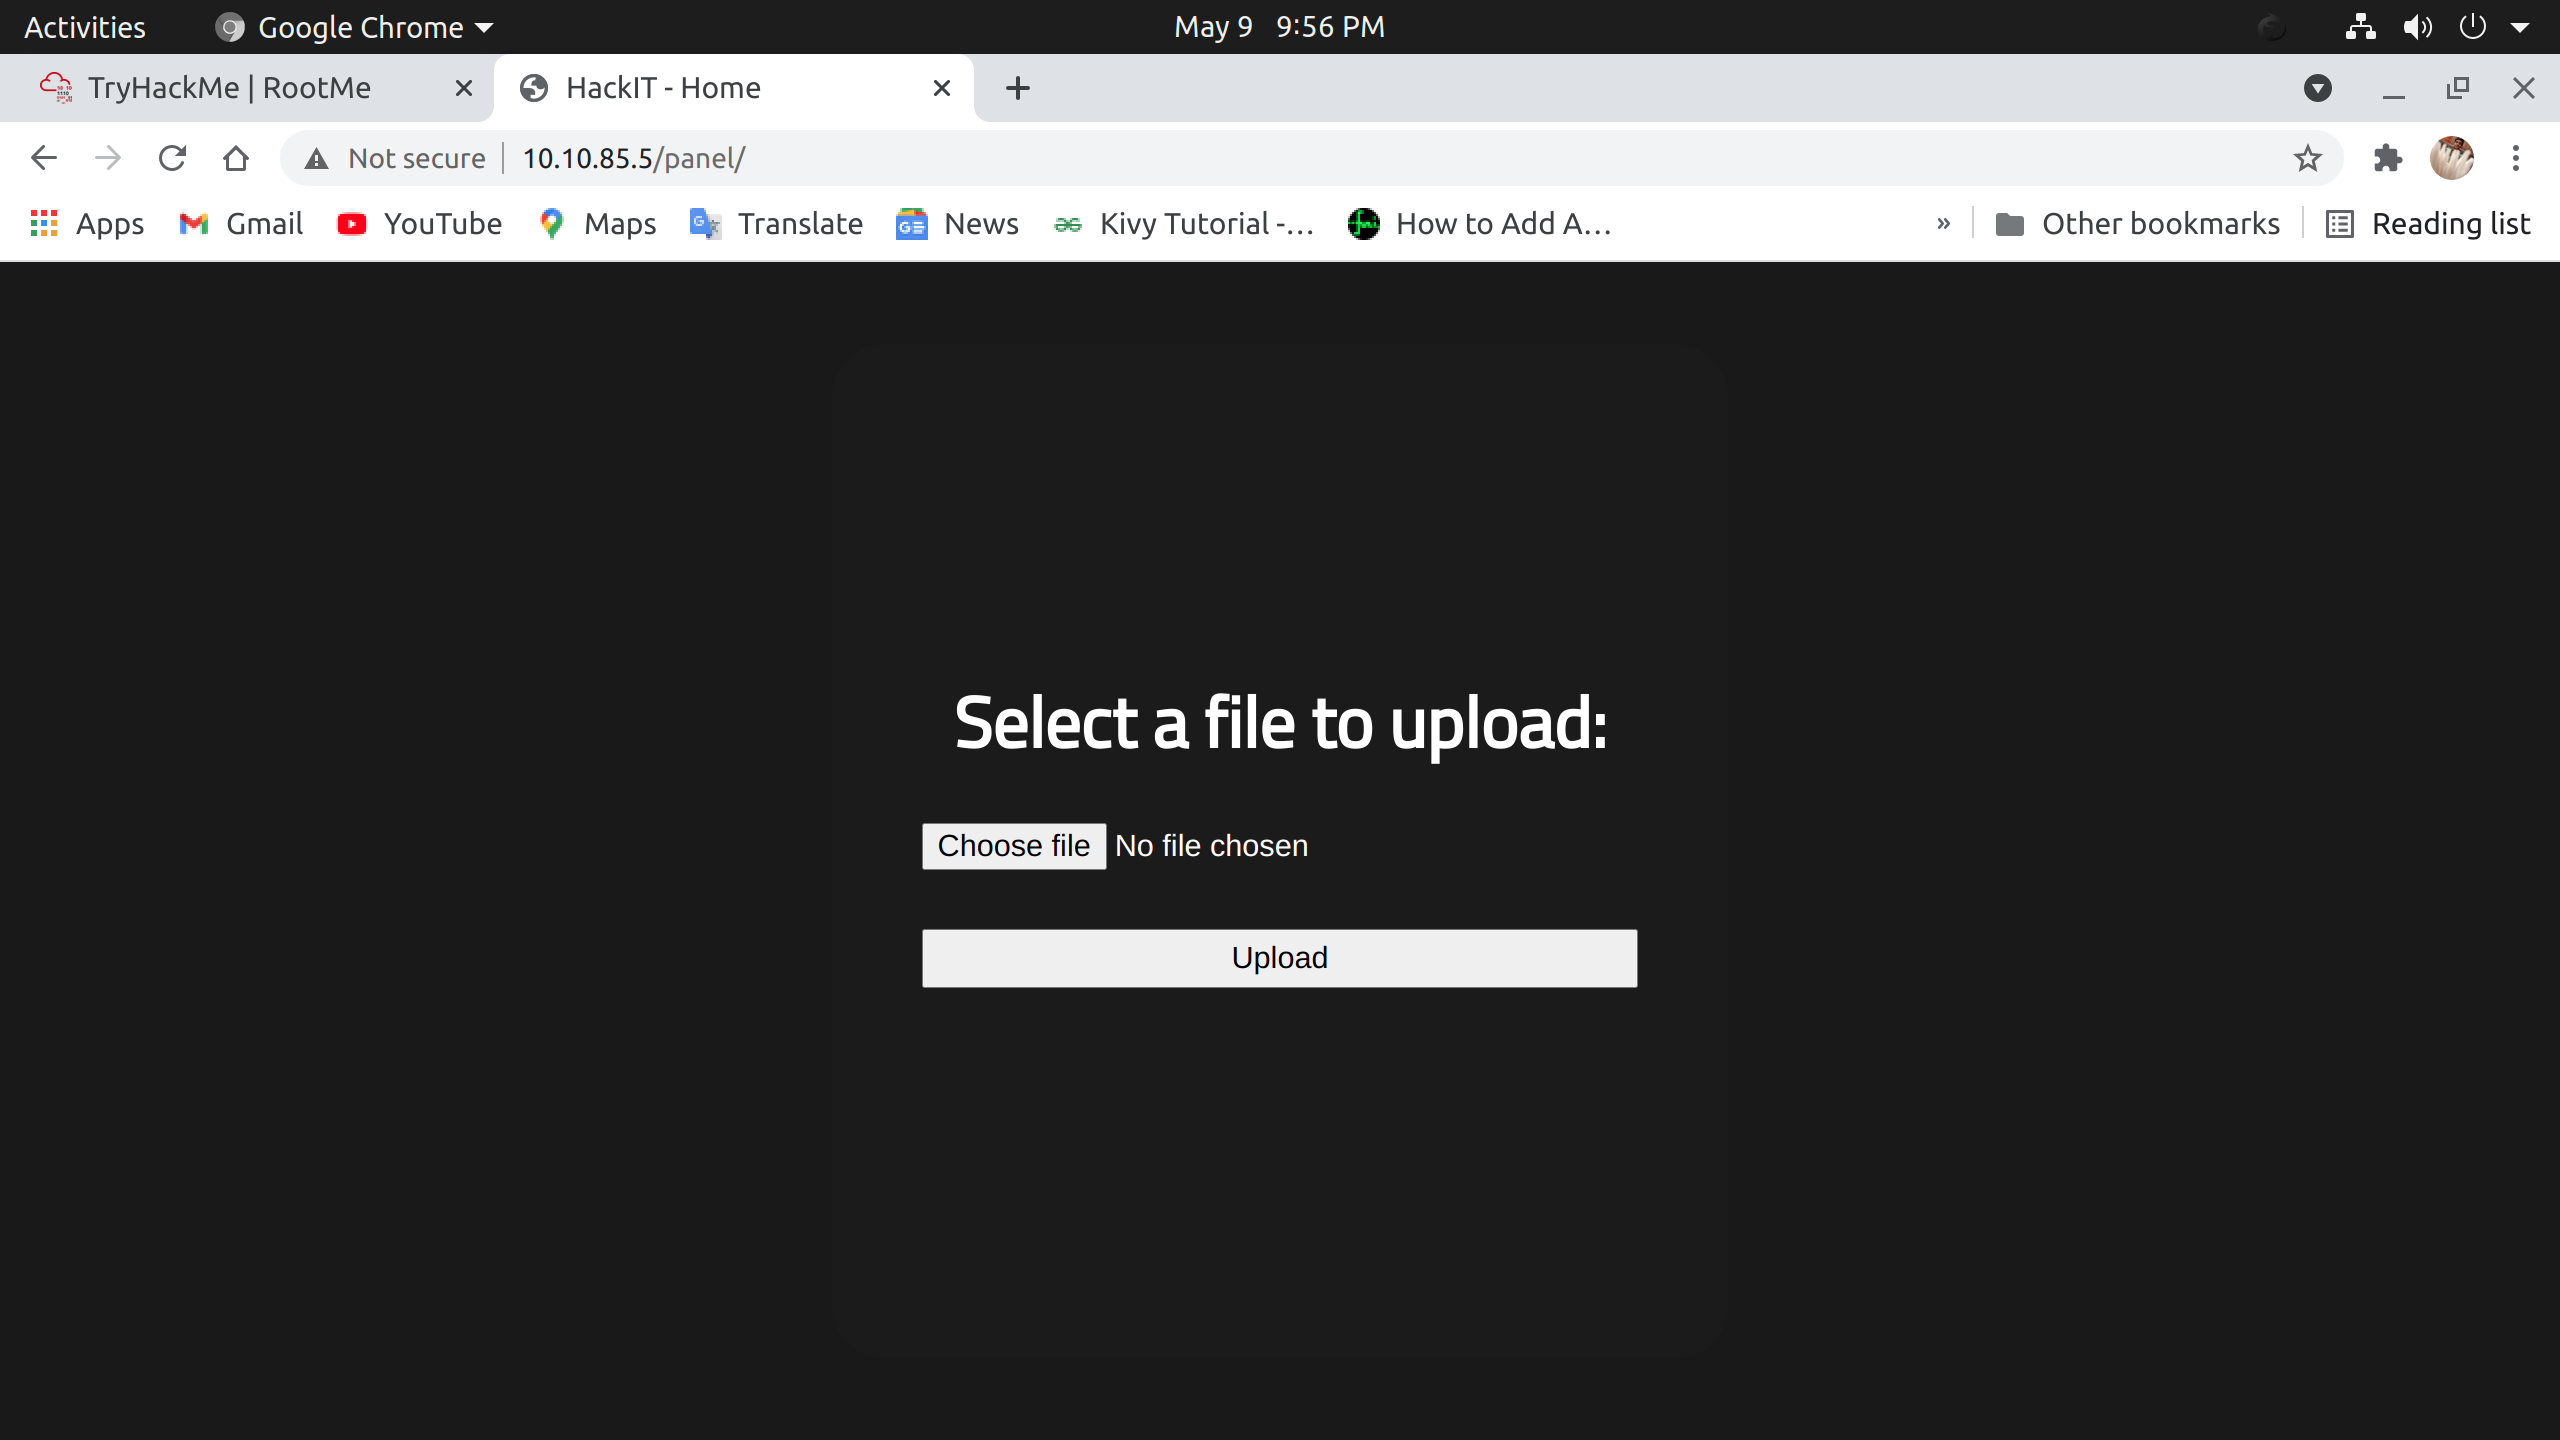 Activities Google Chrome May 9 9:56 PM
TryHackMe | RootMe HackIT - Home
Not secure 10.10.85.5/panel/
Apps Gmail YouTube Maps Translate News Kivy Tutorial -... How to Add A... » Other bookmarks Reading list
Select a file to upload:
Choose file No file chosen
Upload